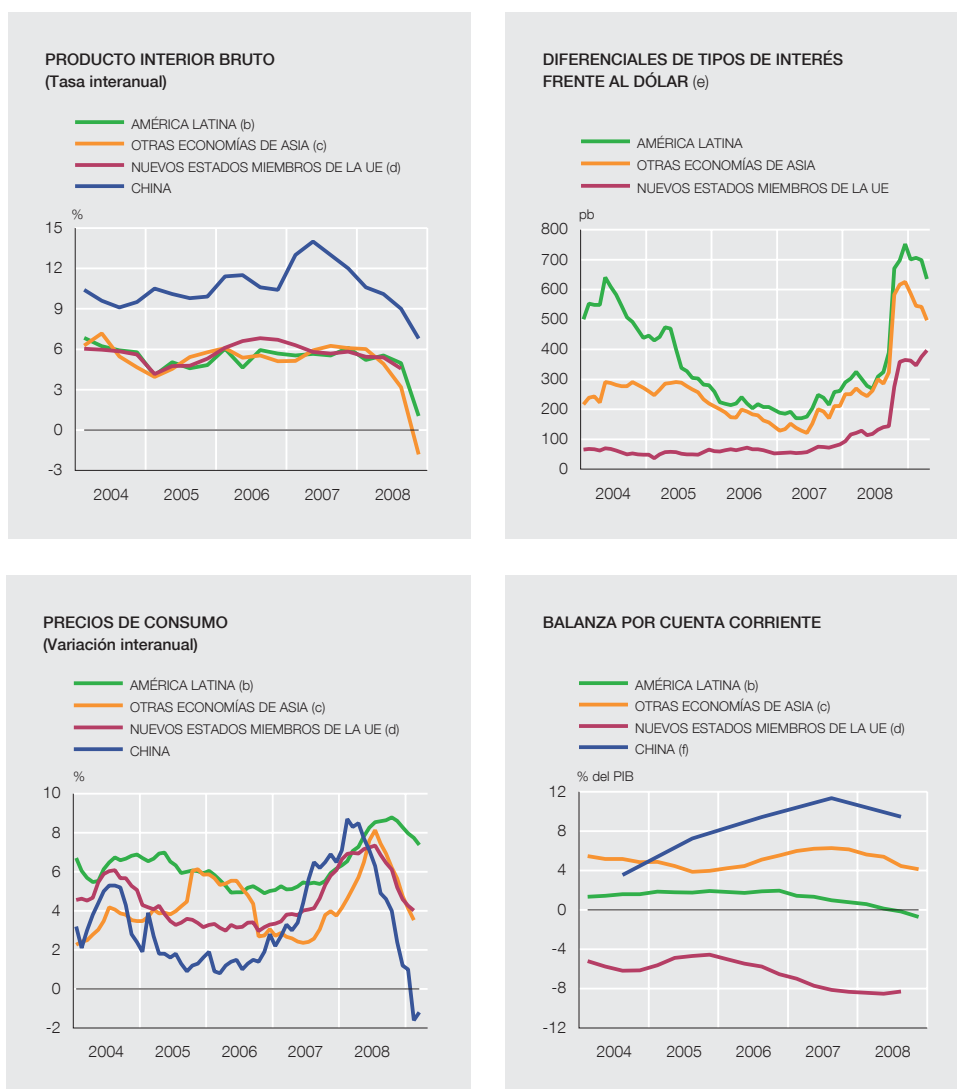 PRODUCTO INTERIOR BRUTO
(Tasa interanual)
AMÉRICA LATINA (b)
OTRAS ECONOMÍAS DE ASIA (c)
NUEVOS ESTADOS MIEMBROS DE LA UE (d)
CHINA
%
15
12
9
6
3
0
-3
2004 2005 2006 2007 2008
DIFERENCIALES DE TIPOS DE INTERÉS
FRENTE AL DÓLAR (e)
AMÉRICA LATINA
OTRAS ECONOMÍAS DE ASIA
NUEVOS ESTADOS MIEMBROS DE LA UE
pb
800
700
600
500
400
300
200
100
0
2004 2005 2006 2007 2008
PRECIOS DE CONSUMO
(Variación interanual)
AMÉRICA LATINA (b)
OTRAS ECONOMÍAS DE ASIA (c)
NUEVOS ESTADOS MIEMBROS DE LA UE (d)
CHINA
%
10
8
6
4
2
0
-2
2004 2005 2006 2007 2008
BALANZA POR CUENTA CORRIENTE
AMÉRICA LATINA (b)
OTRAS ECONOMÍAS DE ASIA (c)
NUEVOS ESTADOS MIEMBROS DE LA UE (d)
CHINA (f)
% del PIB
12
8
4
0
-4
-8
-12
2004 2005 2006 2007 2008